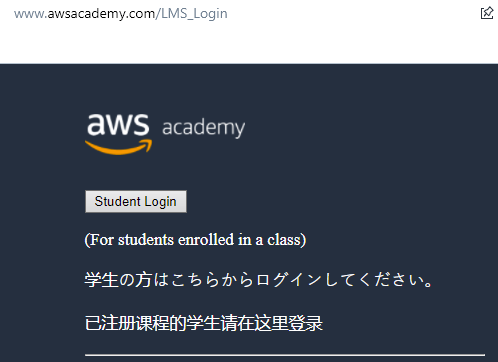 www.awsacademy.com/LMS_Login
aws academy
Student Login
(For students enrolled in a class)
学生の方はこちらからログインしてください。
已注册课程的学生请在这里登录